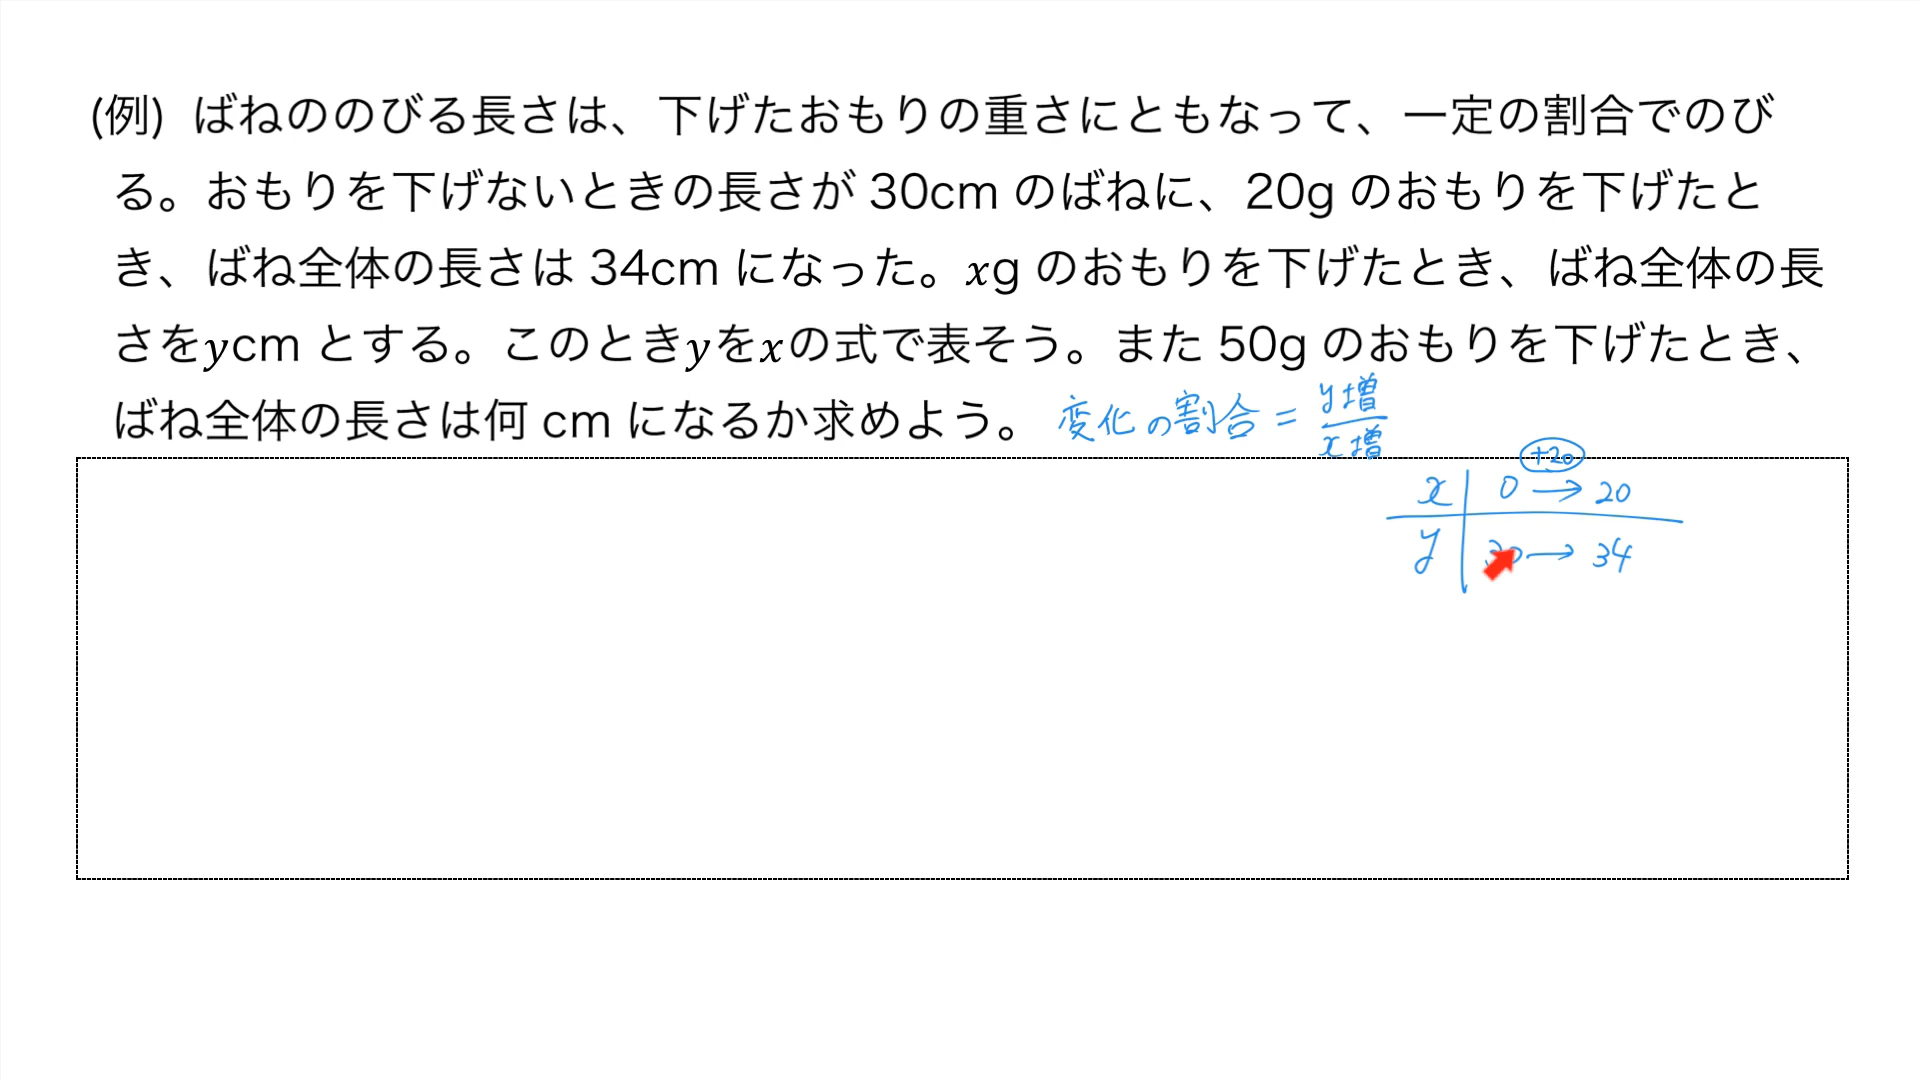 (例) ばねののびる長さは、下げたおもりの重さにともなって、一定の割合でのび
る。おもりを下げないときの長さが 30cm のばねに、20g のおもりを下げたと
き、ばね全体の長さは 34cm になった。xg のおもりを下げたとき、ばね全体の長
さをycm とする。このときyをxの式で表そう。また 50g のおもりを下げたとき、
ばね全体の長さは何 cm になるか求めよう。
変化の割合 = y増/x増
+20
x 0 → 20
y 30 → 34